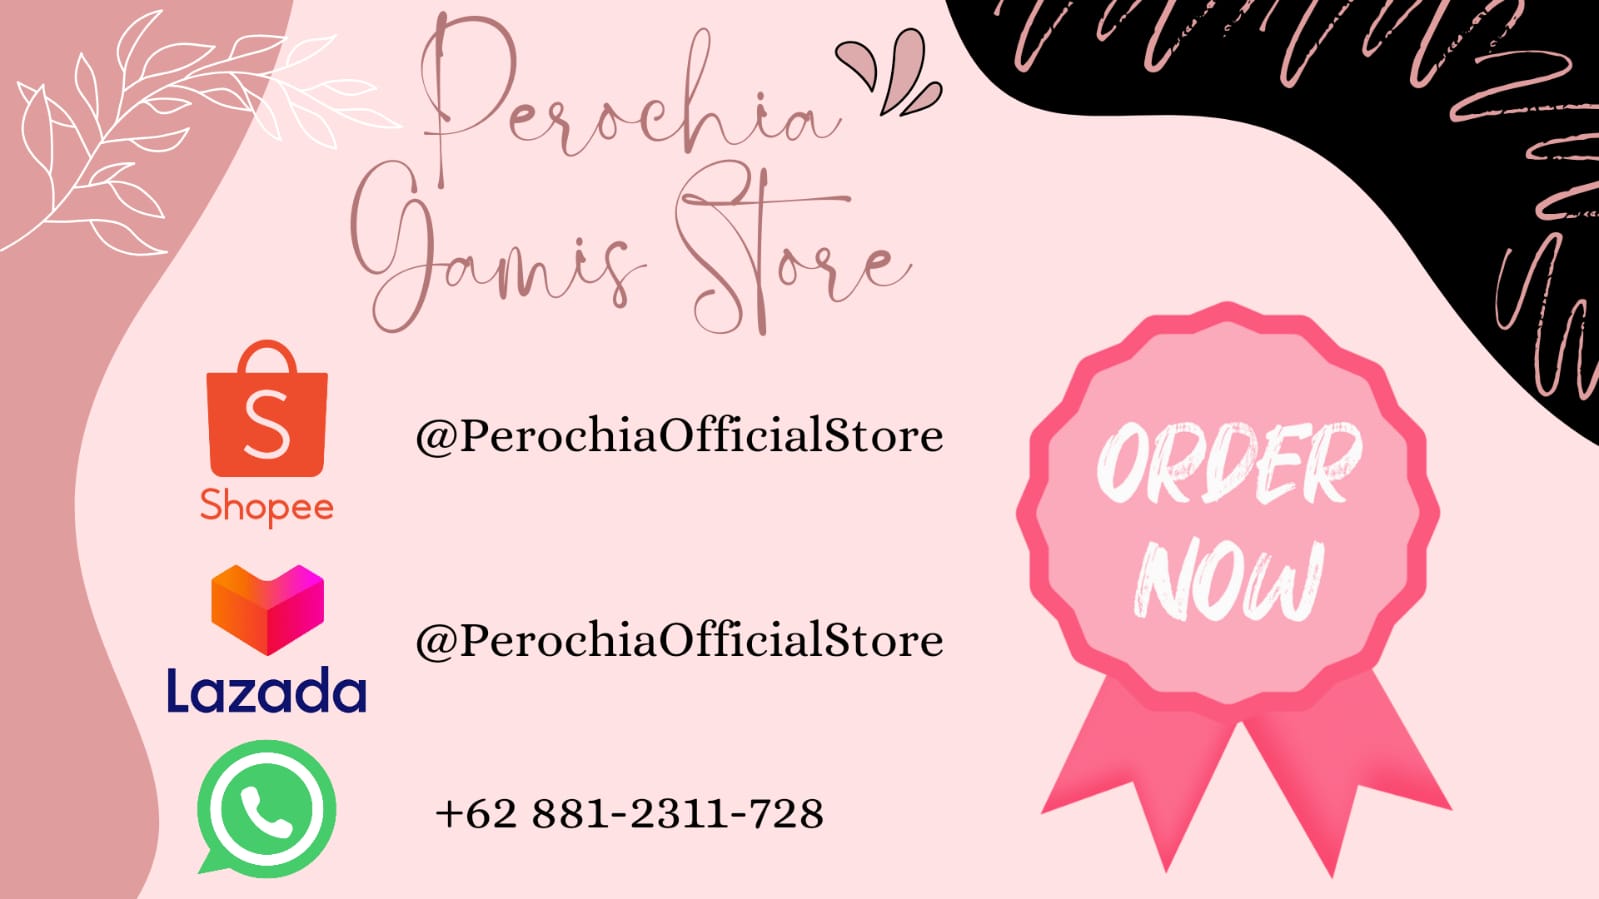 Perochia
Gamis Store
S
Shopee
@PerochiaOfficialStore
Lazada
@PerochiaOfficialStore
+62 881-2311-728
ORDER
NOW